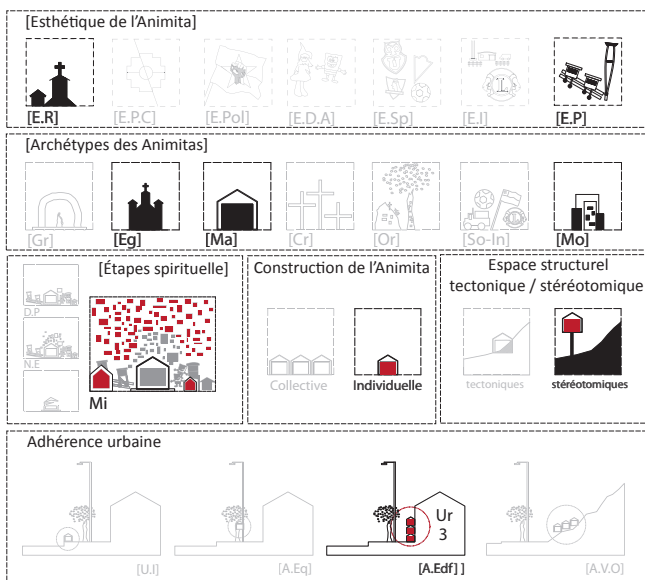 [Esthétique de l'Animita]
[E.R] [E.P.C] [E.Pol] [E.D.A] [E.Sp] [E.I] [E.P]
[Archétypes des Animitas]
[Gr] [Eg] [Ma] [Cr] [Or] [So-In] [Mo]
[Étapes spirituelle]
D.P
N.E
Mi
Construction de l'Animita
Collective Individuelle
Espace structurel
tectonique / stéréotomique
tectoniques stéréotomiques
Adhérence urbaine
Ur
3
[U.I] [A.Eq] [A.Edf] ] [A.V.O]